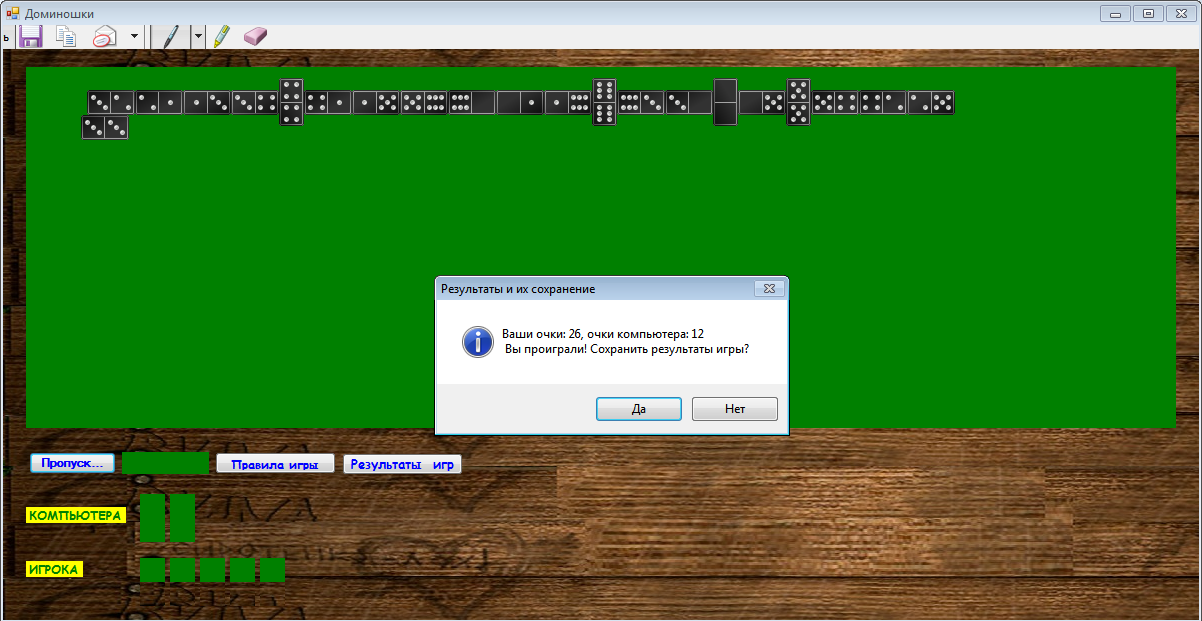 Доминошки
ь
Результаты и их сохранение
Ваши очки: 26, очки компьютера: 12
Вы проиграли! Сохранить результаты игры?
Да
Нет
Пропуск...
Правила игры
Результаты игр
КОМПЬЮТЕРА
ИГРОКА